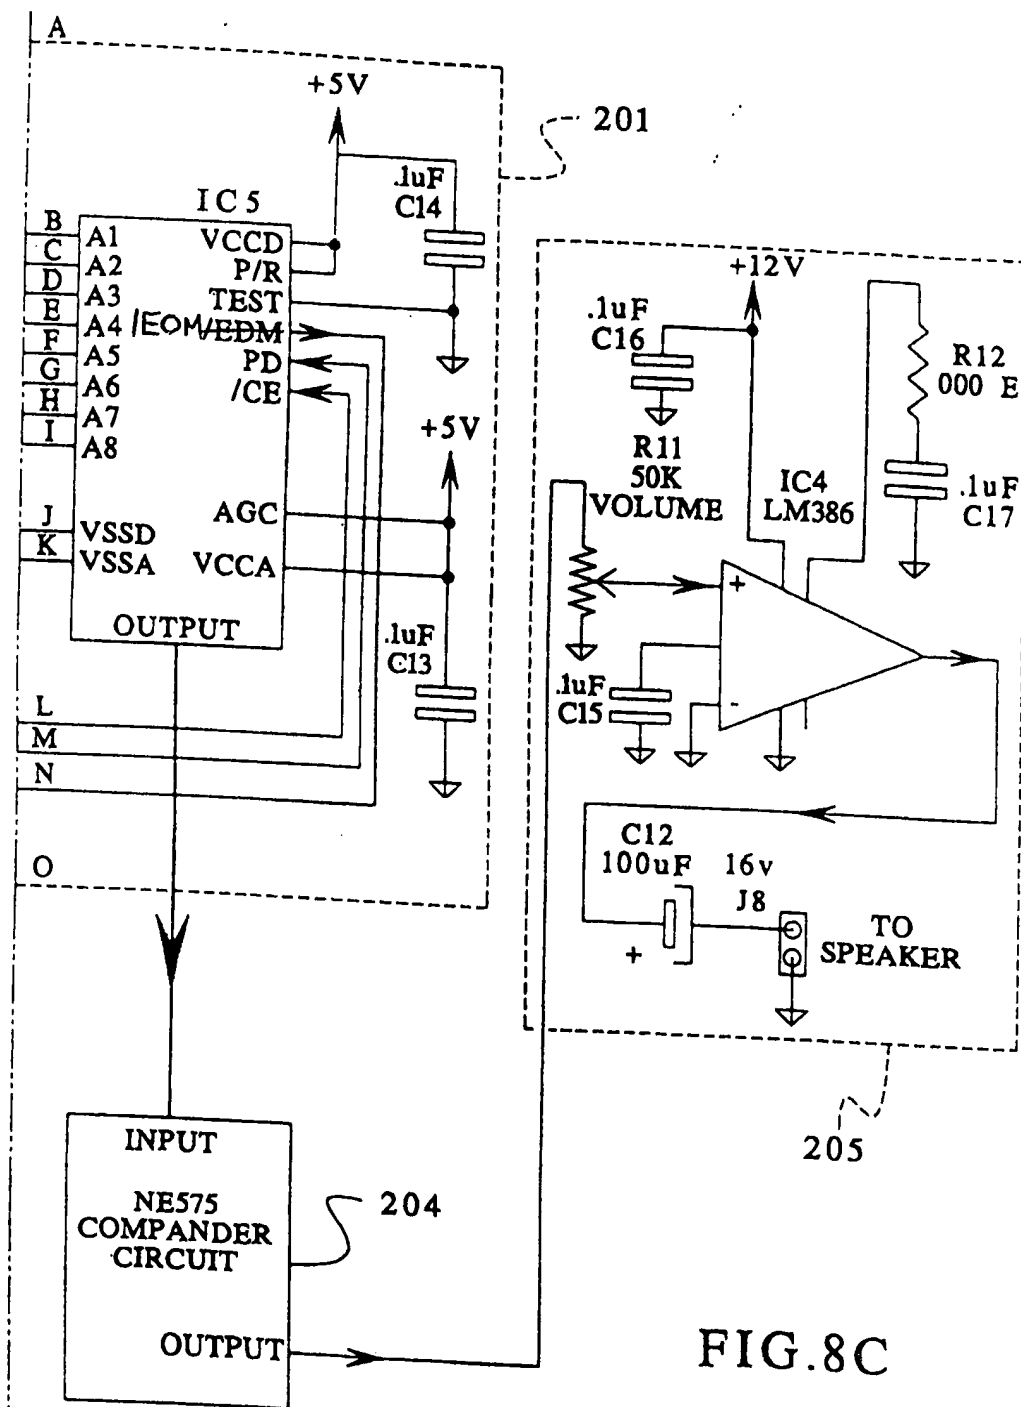 A
+5V
201
.1uF
C14
IC5
B
C
D
E
F
G
H
I
A1
A2
A3
A4
A5
A6
A7
A8
VCCD
P/R
TEST
/EOM/EDM
PD
/CE
J
K
VSSD
VSSA
AGC
VCCA
OUTPUT
+5V
.1uF
C13
L
M
N
O
+12V
.1uF
C16
R12
000 E
R11
50K
VOLUME
IC4
LM386
.1uF
C17
+
-
.1uF
C15
C12
100uF
16v
J8
+
TO
SPEAKER
205
INPUT
NE575
COMPANDER
CIRCUIT
OUTPUT
204
FIG.8C